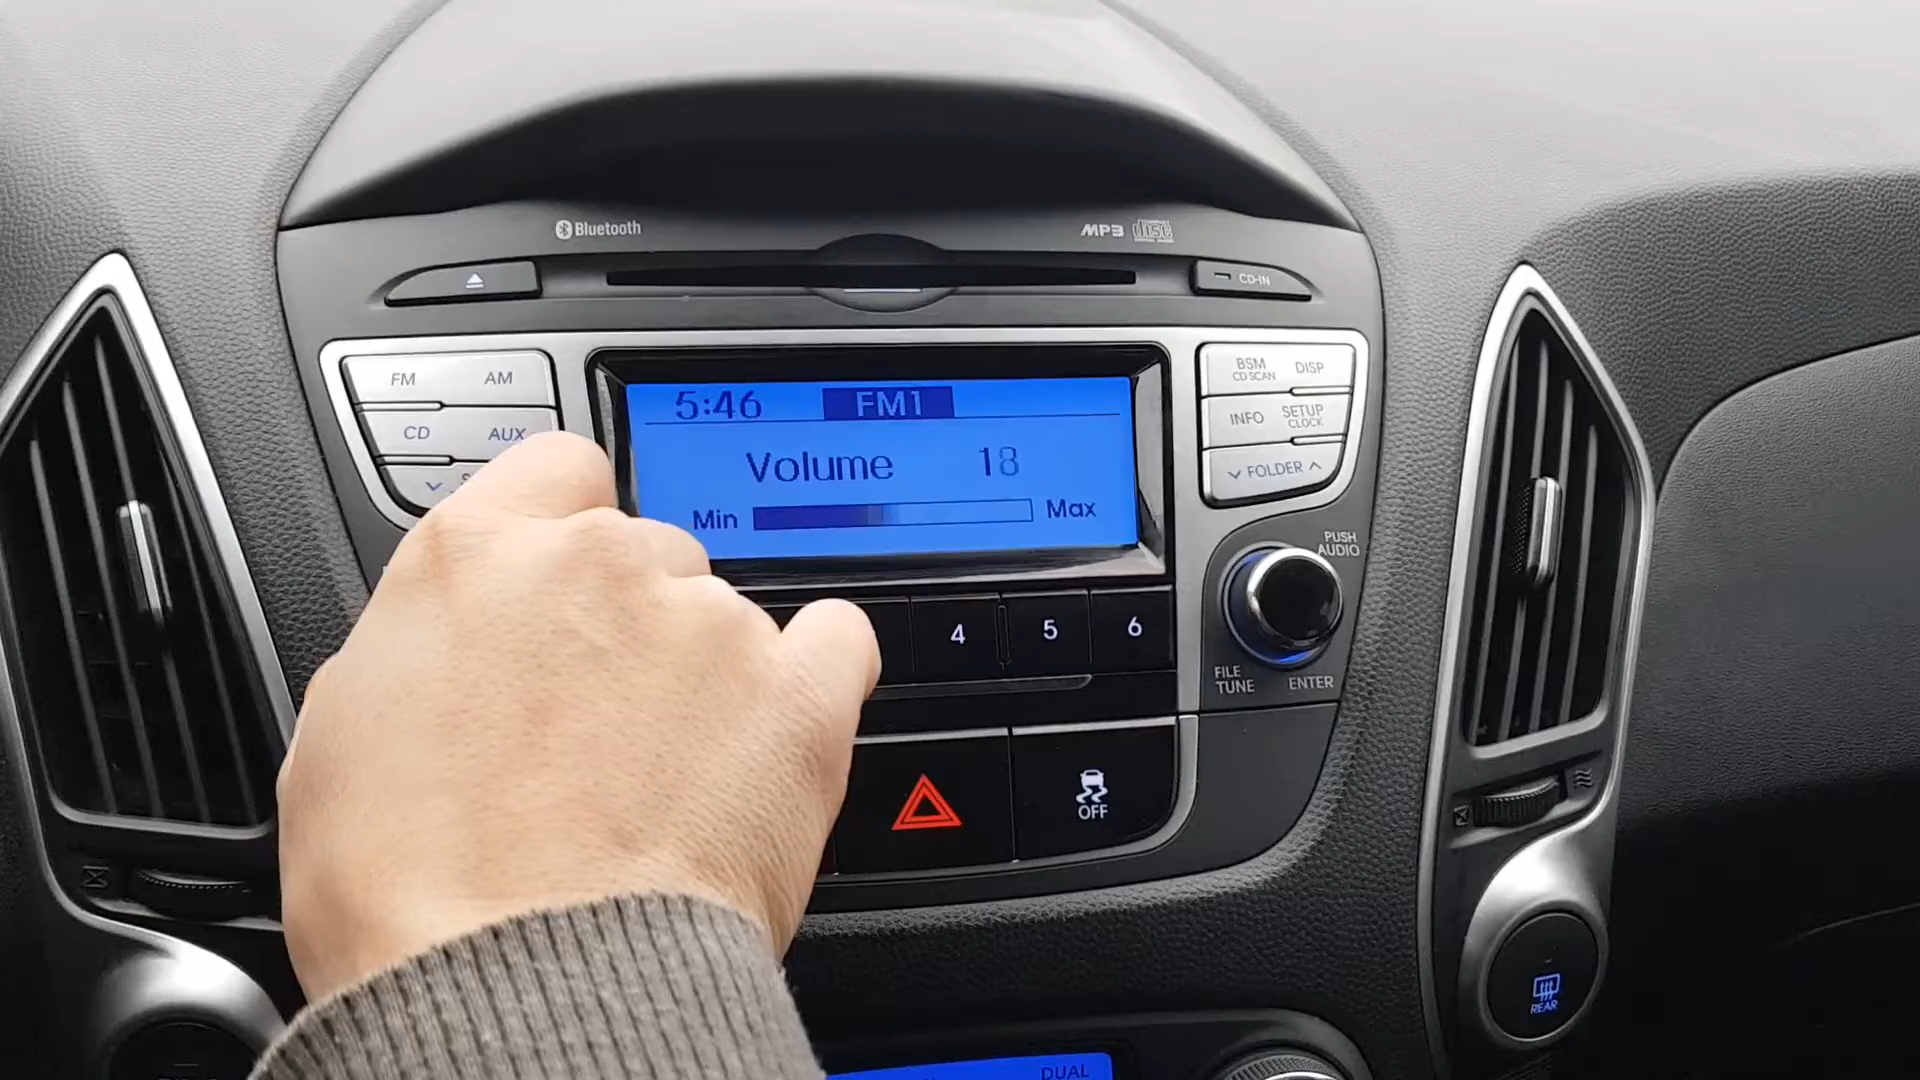 Bluetooth
MP3 disc
CD-IN
FM AM
CD AUX
5:46 FM1
Volume 18
Min Max
BSM DISP
CD SCAN
INFO SETUP
CLOCK
FOLDER
PUSH
AUDIO
4 5 6
FILE
TUNE ENTER
OFF
REAR
DUAL